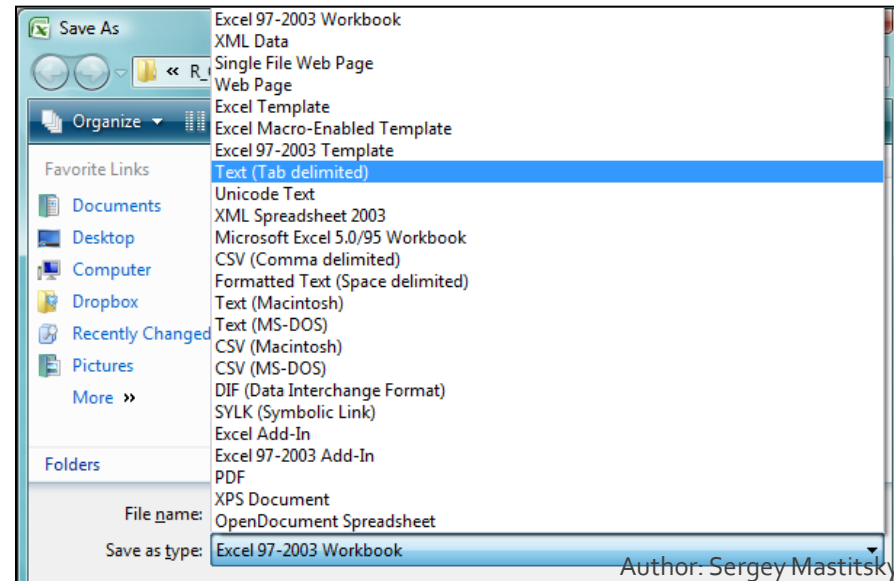 Save As
« R_
Organize
Favorite Links
Documents
Desktop
Computer
Dropbox
Recently Changed
Pictures
More »
Folders
Excel 97-2003 Workbook
XML Data
Single File Web Page
Web Page
Excel Template
Excel Macro-Enabled Template
Excel 97-2003 Template
Text (Tab delimited)
Unicode Text
XML Spreadsheet 2003
Microsoft Excel 5.0/95 Workbook
CSV (Comma delimited)
Formatted Text (Space delimited)
Text (Macintosh)
Text (MS-DOS)
CSV (Macintosh)
CSV (MS-DOS)
DIF (Data Interchange Format)
SYLK (Symbolic Link)
Excel Add-In
Excel 97-2003 Add-In
PDF
XPS Document
OpenDocument Spreadsheet
File name:
Save as type: Excel 97-2003 Workbook
Author: Sergey Mastitsky